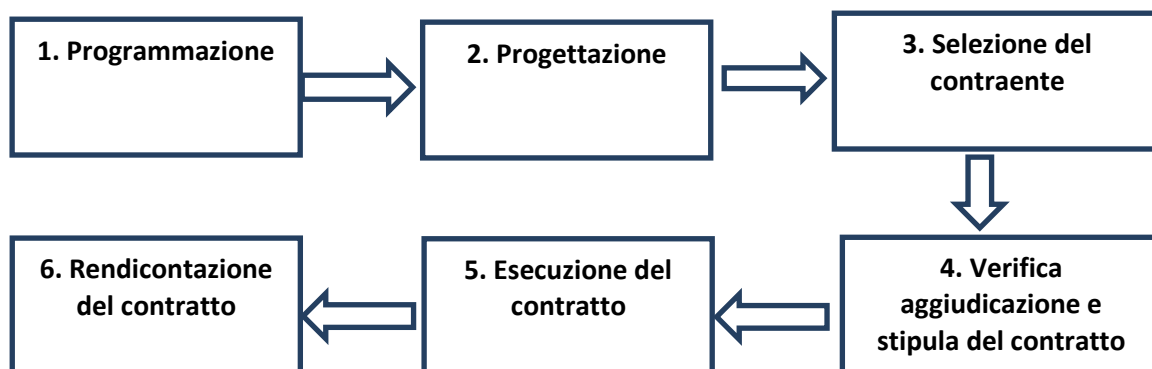 1. Programmazione
2. Progettazione
3. Selezione del
contraente
4. Verifica
aggiudicazione e
stipula del contratto
5. Esecuzione del
contratto
6. Rendicontazione
del contratto